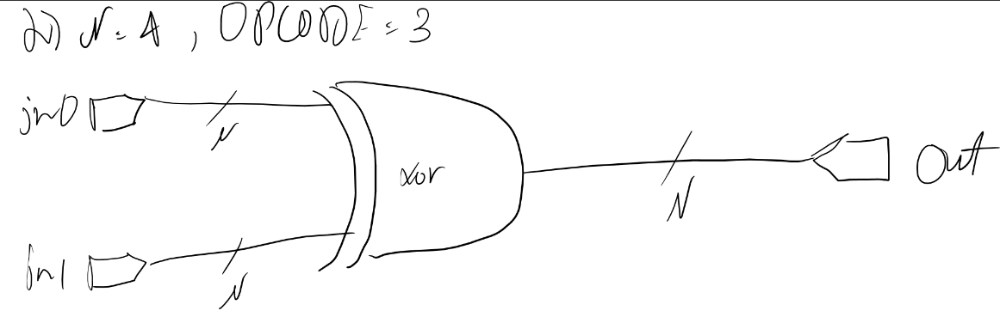 2) N=4, OPCODE=3
in0
N
xor
N
Out
in1
N